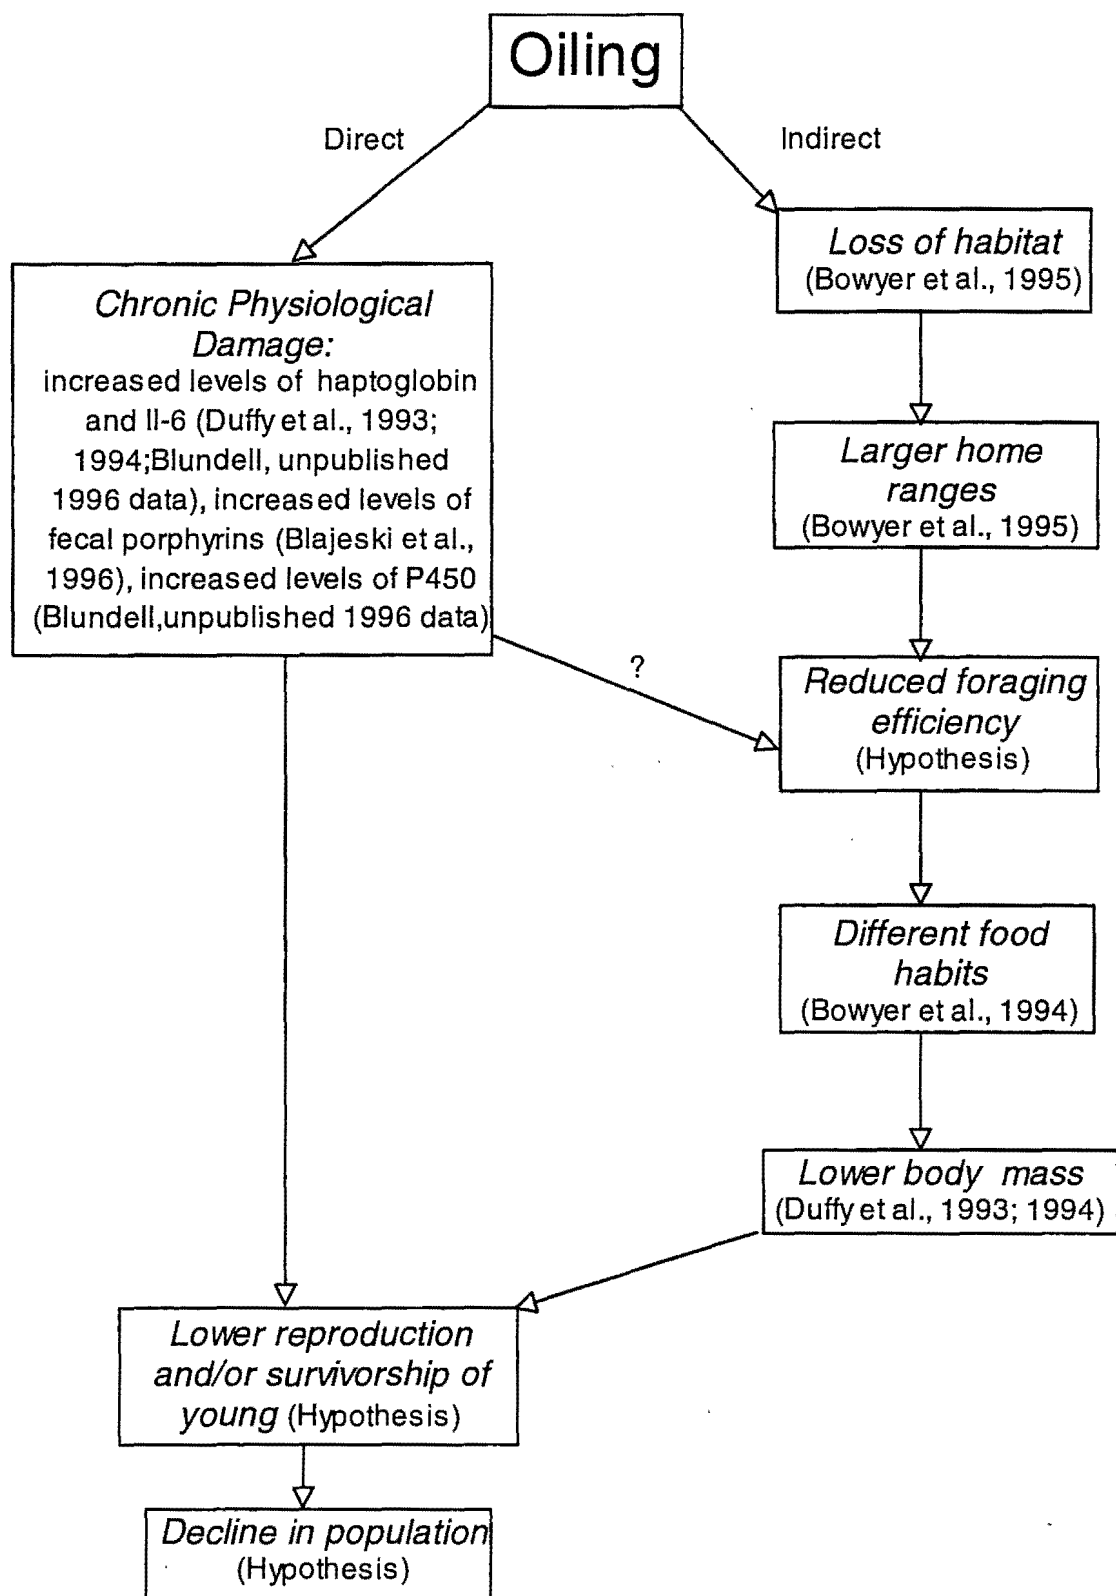 Oiling
Direct
Indirect
Loss of habitat
(Bowyer et al., 1995)
Chronic Physiological
Damage:
increased levels of haptoglobin
and Il-6 (Duffy et al., 1993;
1994;Blundell, unpublished
1996 data), increased levels of
fecal porphyrins (Blajeski et al.,
1996), increased levels of P450
(Blundell,unpublished 1996 data)
Larger home
ranges
(Bowyer et al., 1995)
?
Reduced foraging
efficiency
(Hypothesis)
Different food
habits
(Bowyer et al., 1994)
Lower body mass
(Duffy et al., 1993; 1994)
Lower reproduction
and/or survivorship of
young (Hypothesis)
Decline in population
(Hypothesis)